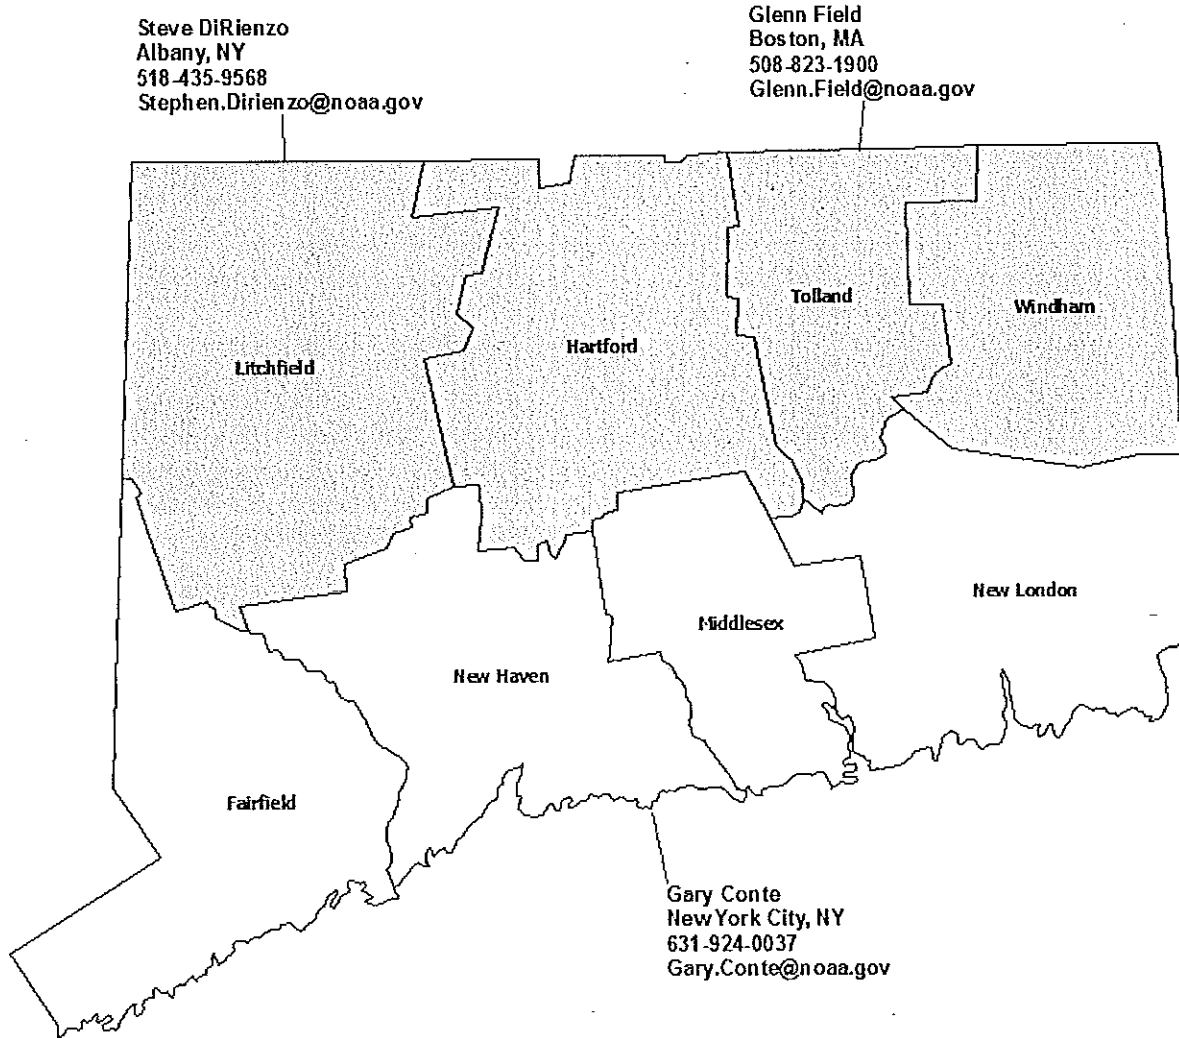 Steve DiRienzo
Albany, NY
518-435-9568
Stephen.Dirienzo@noaa.gov
Glenn Field
Boston, MA
508-823-1900
Glenn.Field@noaa.gov
Litchfield
Hartford
Tolland
Windham
New Haven
Middlesex
New London
Fairfield
Gary Conte
New York City, NY
631-924-0037
Gary.Conte@noaa.gov